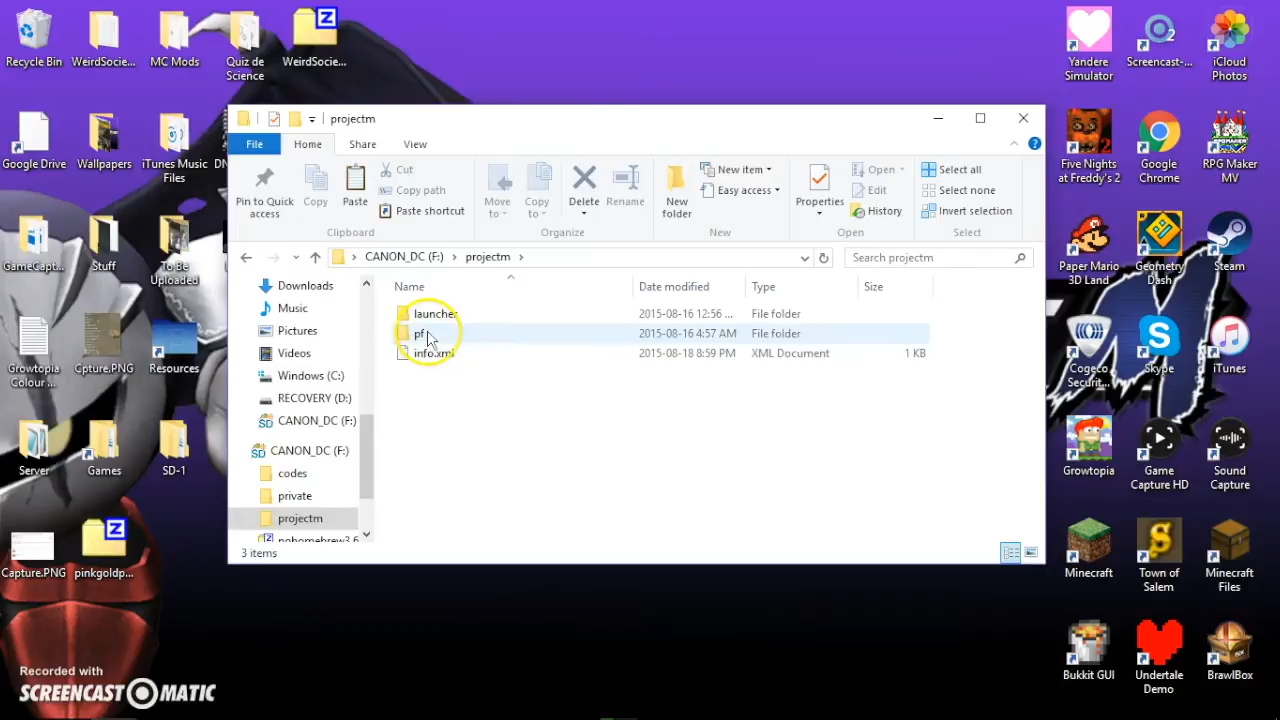 Recycle Bin
WeirdSocie...
MC Mods
Quiz de
Science
WeirdSocie...
Yandere
Simulator
Screencast-...
iCloud
Photos
projectm
File
Home
Share
View
Pin to Quick
access
Copy
Paste
Cut
Copy path
Paste shortcut
Clipboard
Move
to
Copy
to
Delete
Rename
Organize
New
folder
New item
Easy access
New
Properties
Open
Edit
History
Open
Select all
Select none
Invert selection
Select
CANON_DC (F:)
projectm
Search projectm
Google Drive
Wallpapers
iTunes Music
Files
Five Nights
at Freddy's 2
Google
Chrome
RPG Maker
MV
Name
Date modified
Type
Size
launcher
2015-08-16 12:56 ...
File folder
pf
2015-08-16 4:57 AM
File folder
info.xml
2015-08-18 8:59 PM
XML Document
1 KB
Downloads
Music
Pictures
Videos
Windows (C:)
RECOVERY (D:)
CANON_DC (F:)
CANON_DC (F:)
codes
private
projectm
nohomebrew3.6
3 items
GameCapt...
Stuff
To Be
Uploaded
Paper Mario
3D Land
Geometry
Dash
Steam
Growtopia
Colour ...
Cpture.PNG
Resources
Cogeco
Securit...
Skype
iTunes
Server
Games
SD-1
Growtopia
Game
Capture HD
Sound
Capture
Capture.PNG
pinkgoldp...
Minecraft
Town of
Salem
Minecraft
Files
Bukkit GUI
Undertale
Demo
BrawlBox
Recorded with
SCREENCAST MATIC